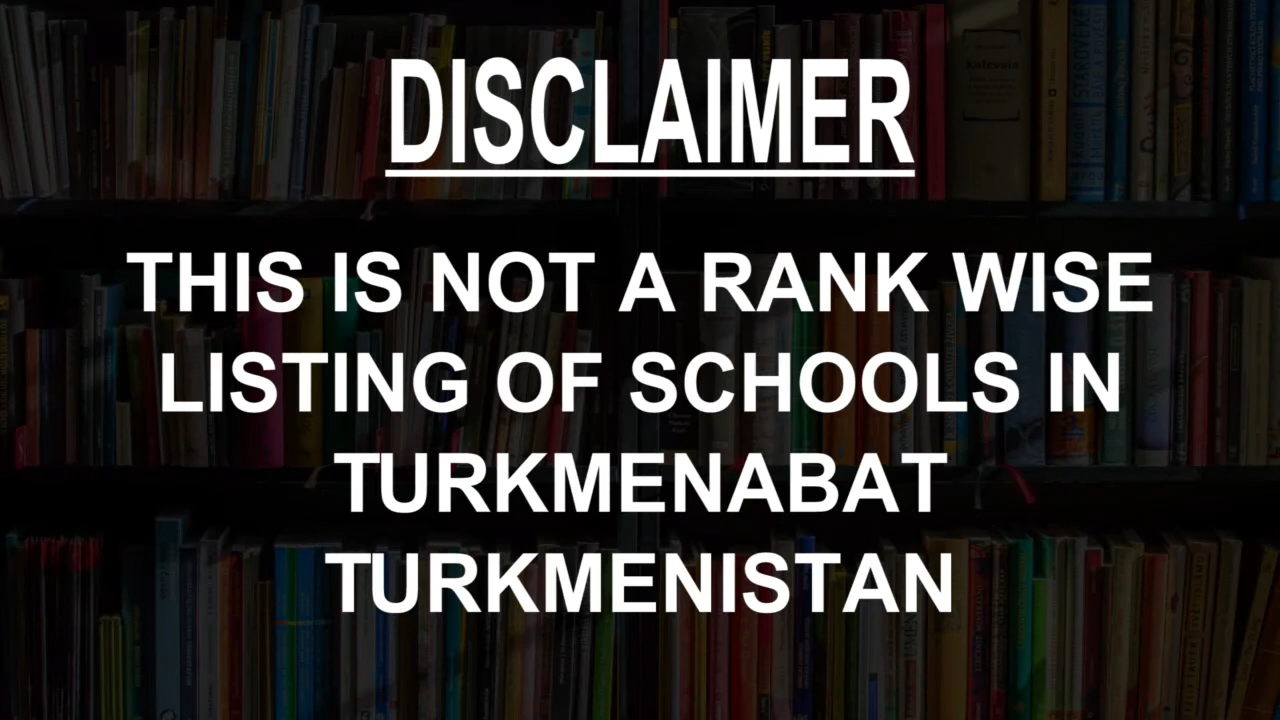 DISCLAIMER
THIS IS NOT A RANK WISE
LISTING OF SCHOOLS IN
TURKMENABAT
TURKMENISTAN